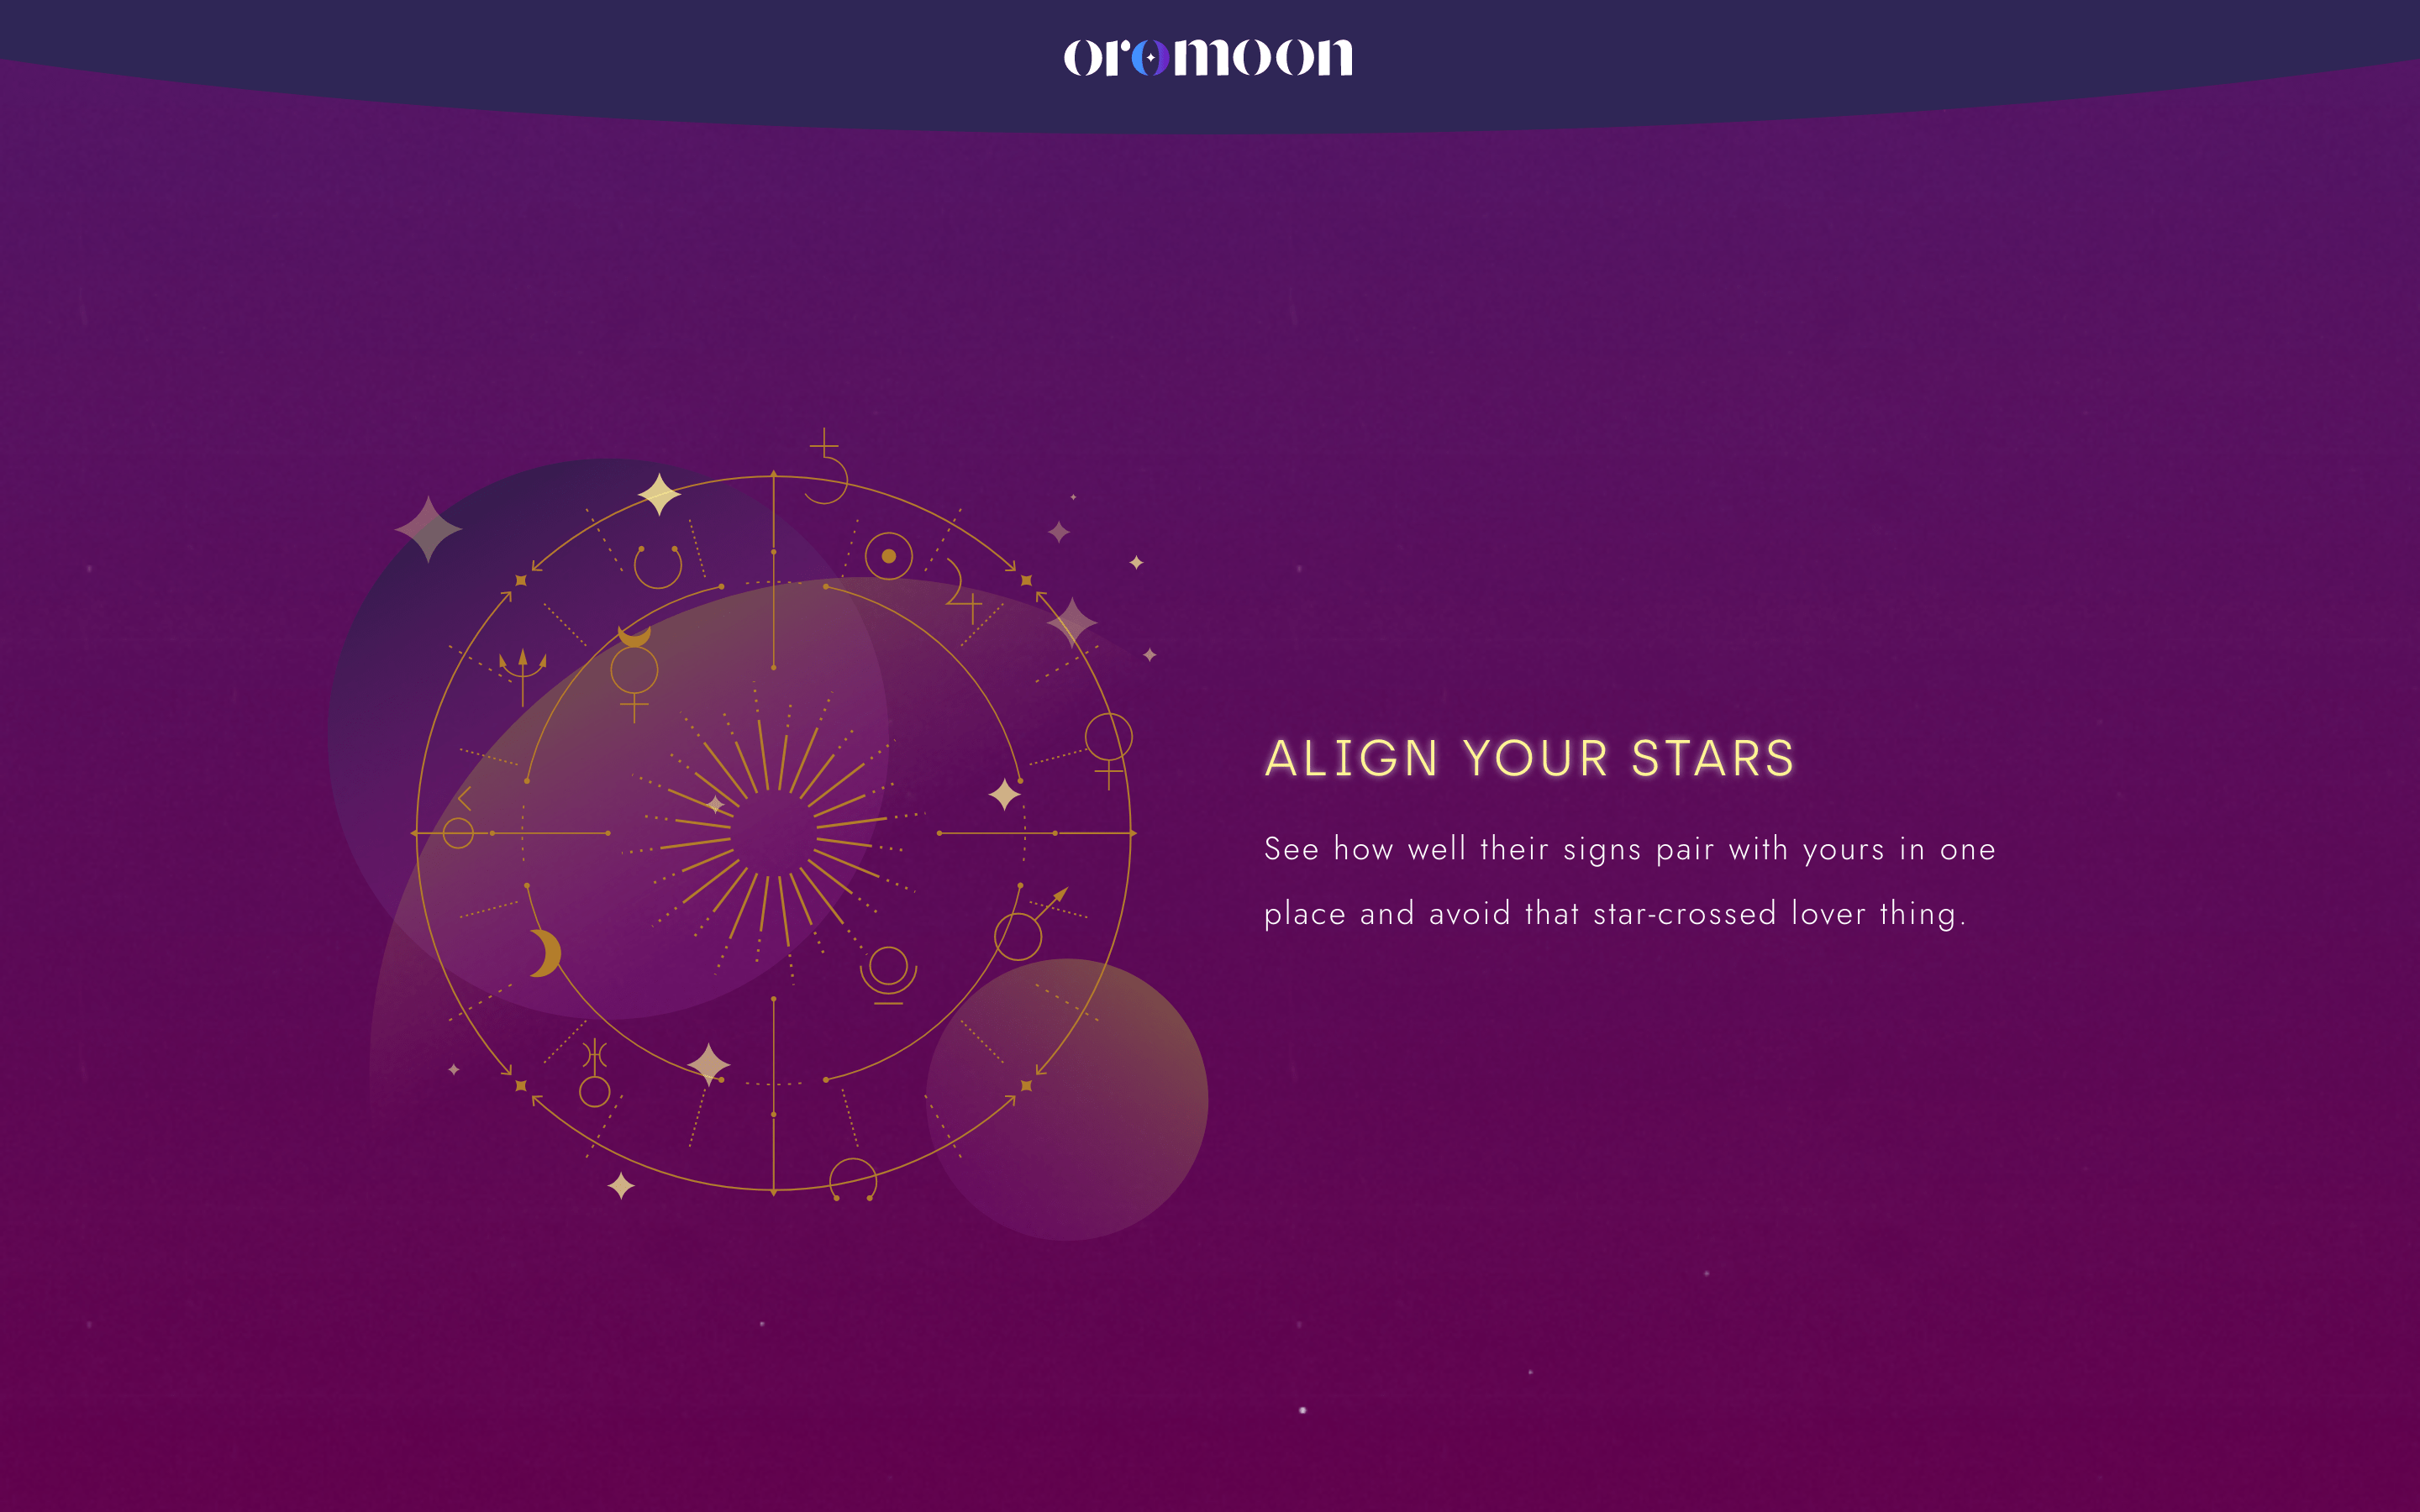 oromoon
ALIGN YOUR STARS
See how well their signs pair with yours in one
place and avoid that star-crossed lover thing.